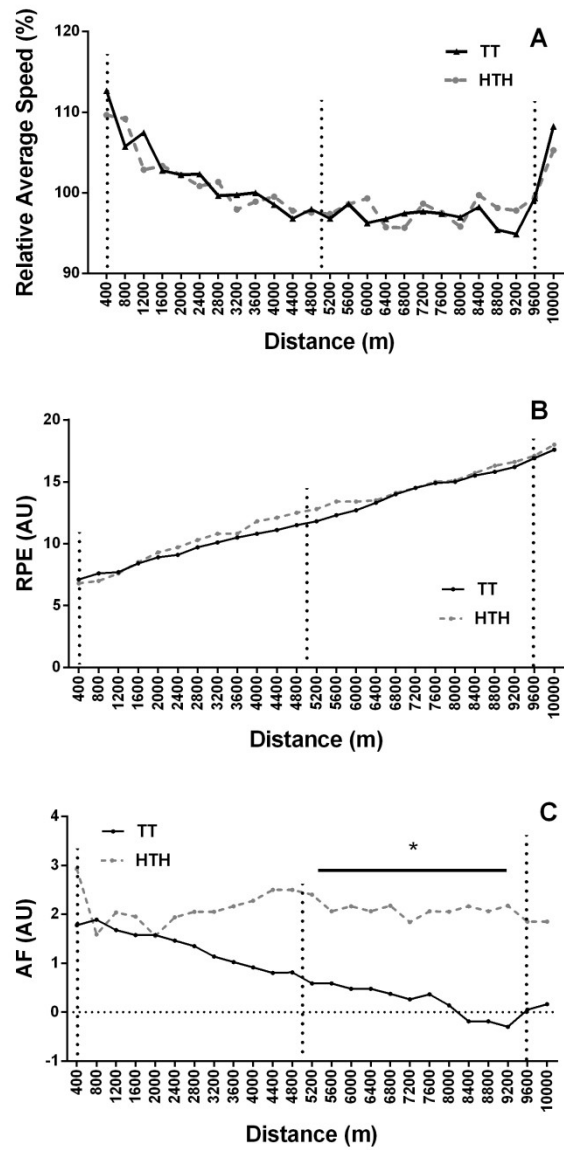 A
Relative Average Speed (%)
120
110
100
90
TT
HTH
400 800 1200 1600 2000 2400 2800 3200 3600 4000 4400 4800 5200 5600 6000 6400 6800 7200 7600 8000 8400 8800 9200 9600 10000
Distance (m)
B
RPE (AU)
20
15
10
5
0
TT
HTH
400 800 1200 1600 2000 2400 2800 3200 3600 4000 4400 4800 5200 5600 6000 6400 6800 7200 7600 8000 8400 8800 9200 9600 10000
Distance (m)
C
AF (AU)
4
3
2
1
0
-1
TT
HTH
*
400 800 1200 1600 2000 2400 2800 3200 3600 4000 4400 4800 5200 5600 6000 6400 6800 7200 7600 8000 8400 8800 9200 9600 10000
Distance (m)